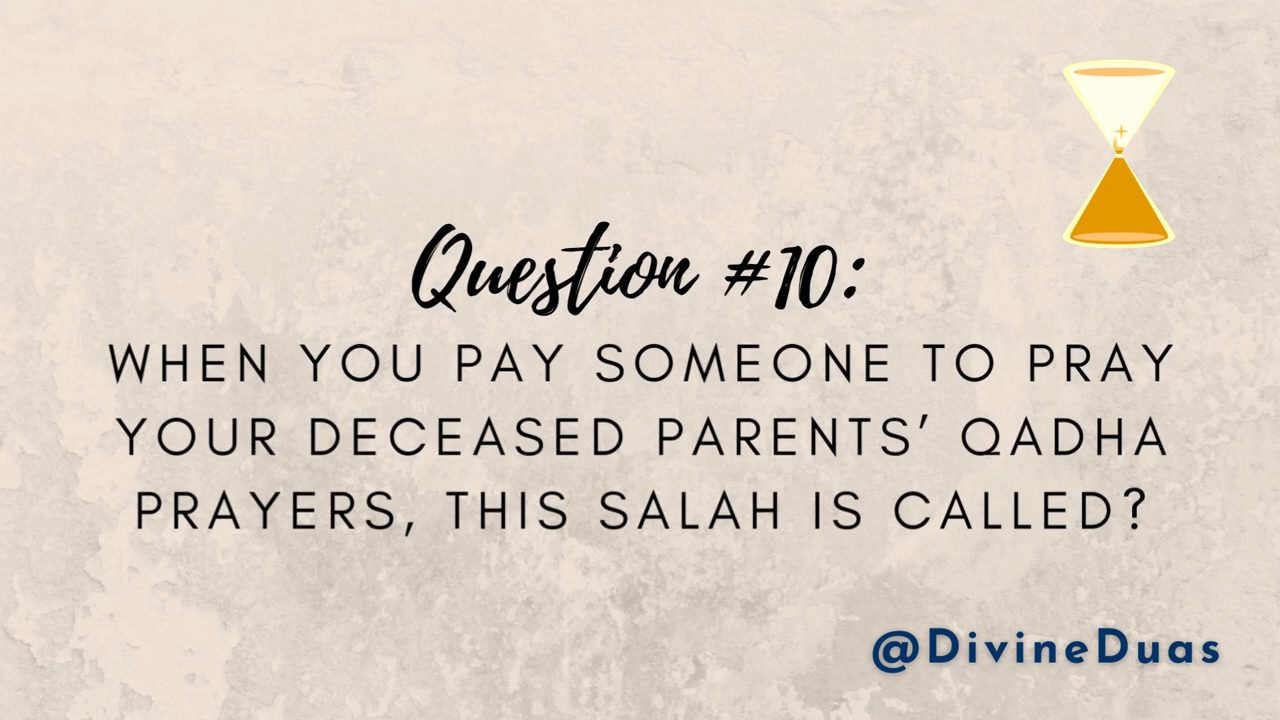 Question #10:
WHEN YOU PAY SOMEONE TO PRAY
YOUR DECEASED PARENTS’ QADHA
PRAYERS, THIS SALAH IS CALLED?
@DivineDuas